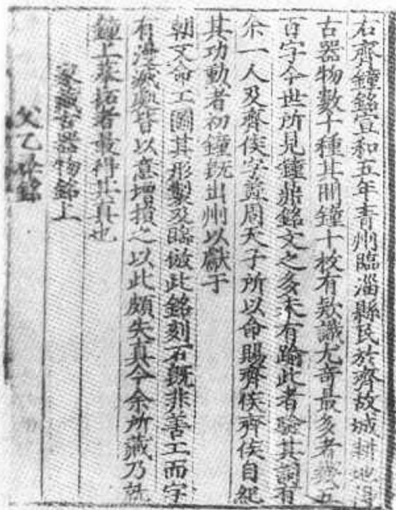 右齊鐘銘宣和五年青州臨淄縣民於齊故城耕地得
古器物數十種其間鐘十枚有款識尤奇最多者幾五
百字今世所見鐘鼎銘文之多未有踰此者驗其詞有
余一人及齊侯字蓋周天子所以命賜齊侯齊侯自紀
其功勳者初鐘既出州以獻于
朝又命工圖其形製及臨倣此銘刻石既非善工而字
有漫滅處皆以意增損之以此頗失真今余所藏乃就
鐘上摹拓者最得其真也
家藏古器物銘上
父乙銘